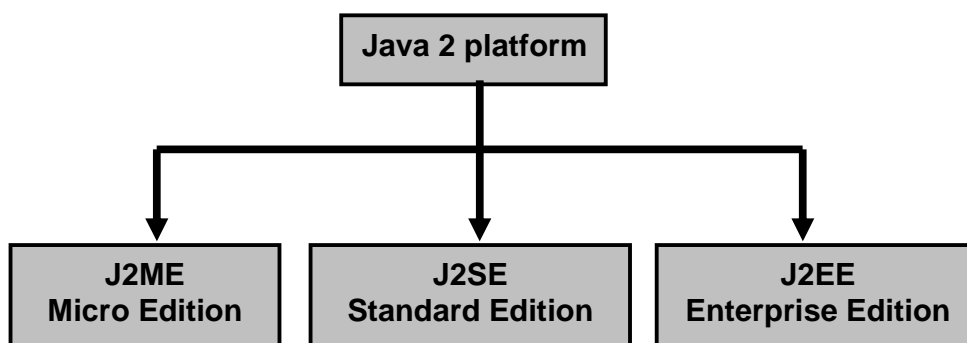 Java 2 platform
J2ME
Micro Edition
J2SE
Standard Edition
J2EE
Enterprise Edition